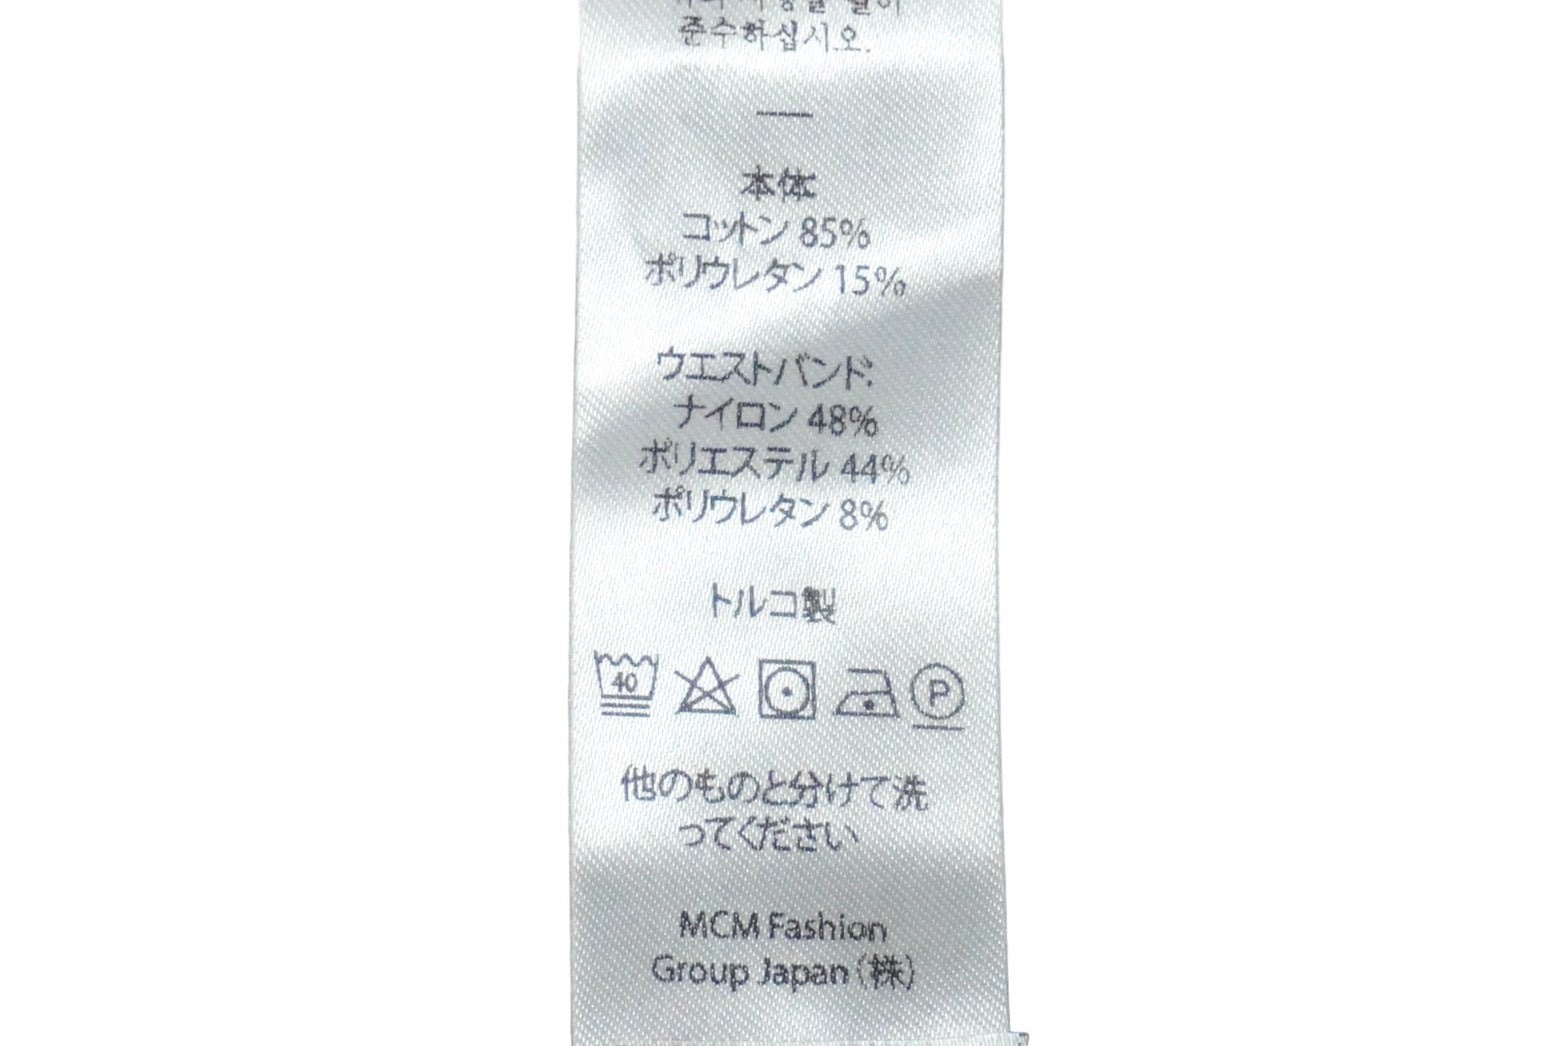 준수하십시오.
本体
コットン 85%
ポリウレタン 15%
ウエストバンド:
ナイロン 48%
ポリエステル 44%
ポリウレタン 8%
トルコ製
40 P
他のものと分けて洗
ってください
MCM Fashion
Group Japan (株)